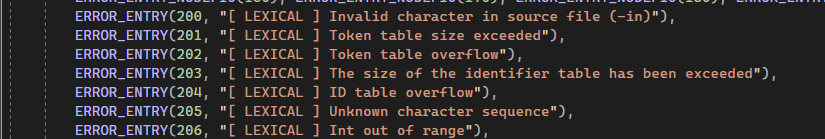 ERROR_ENTRY(200, "[ LEXICAL ] Invalid character in source file (-in)"),
ERROR_ENTRY(201, "[ LEXICAL ] Token table size exceeded"),
ERROR_ENTRY(202, "[ LEXICAL ] Token table overflow"),
ERROR_ENTRY(203, "[ LEXICAL ] The size of the identifier table has been exceeded"),
ERROR_ENTRY(204, "[ LEXICAL ] ID table overflow"),
ERROR_ENTRY(205, "[ LEXICAL ] Unknown character sequence"),
ERROR_ENTRY(206, "[ LEXICAL ] Int out of range"),